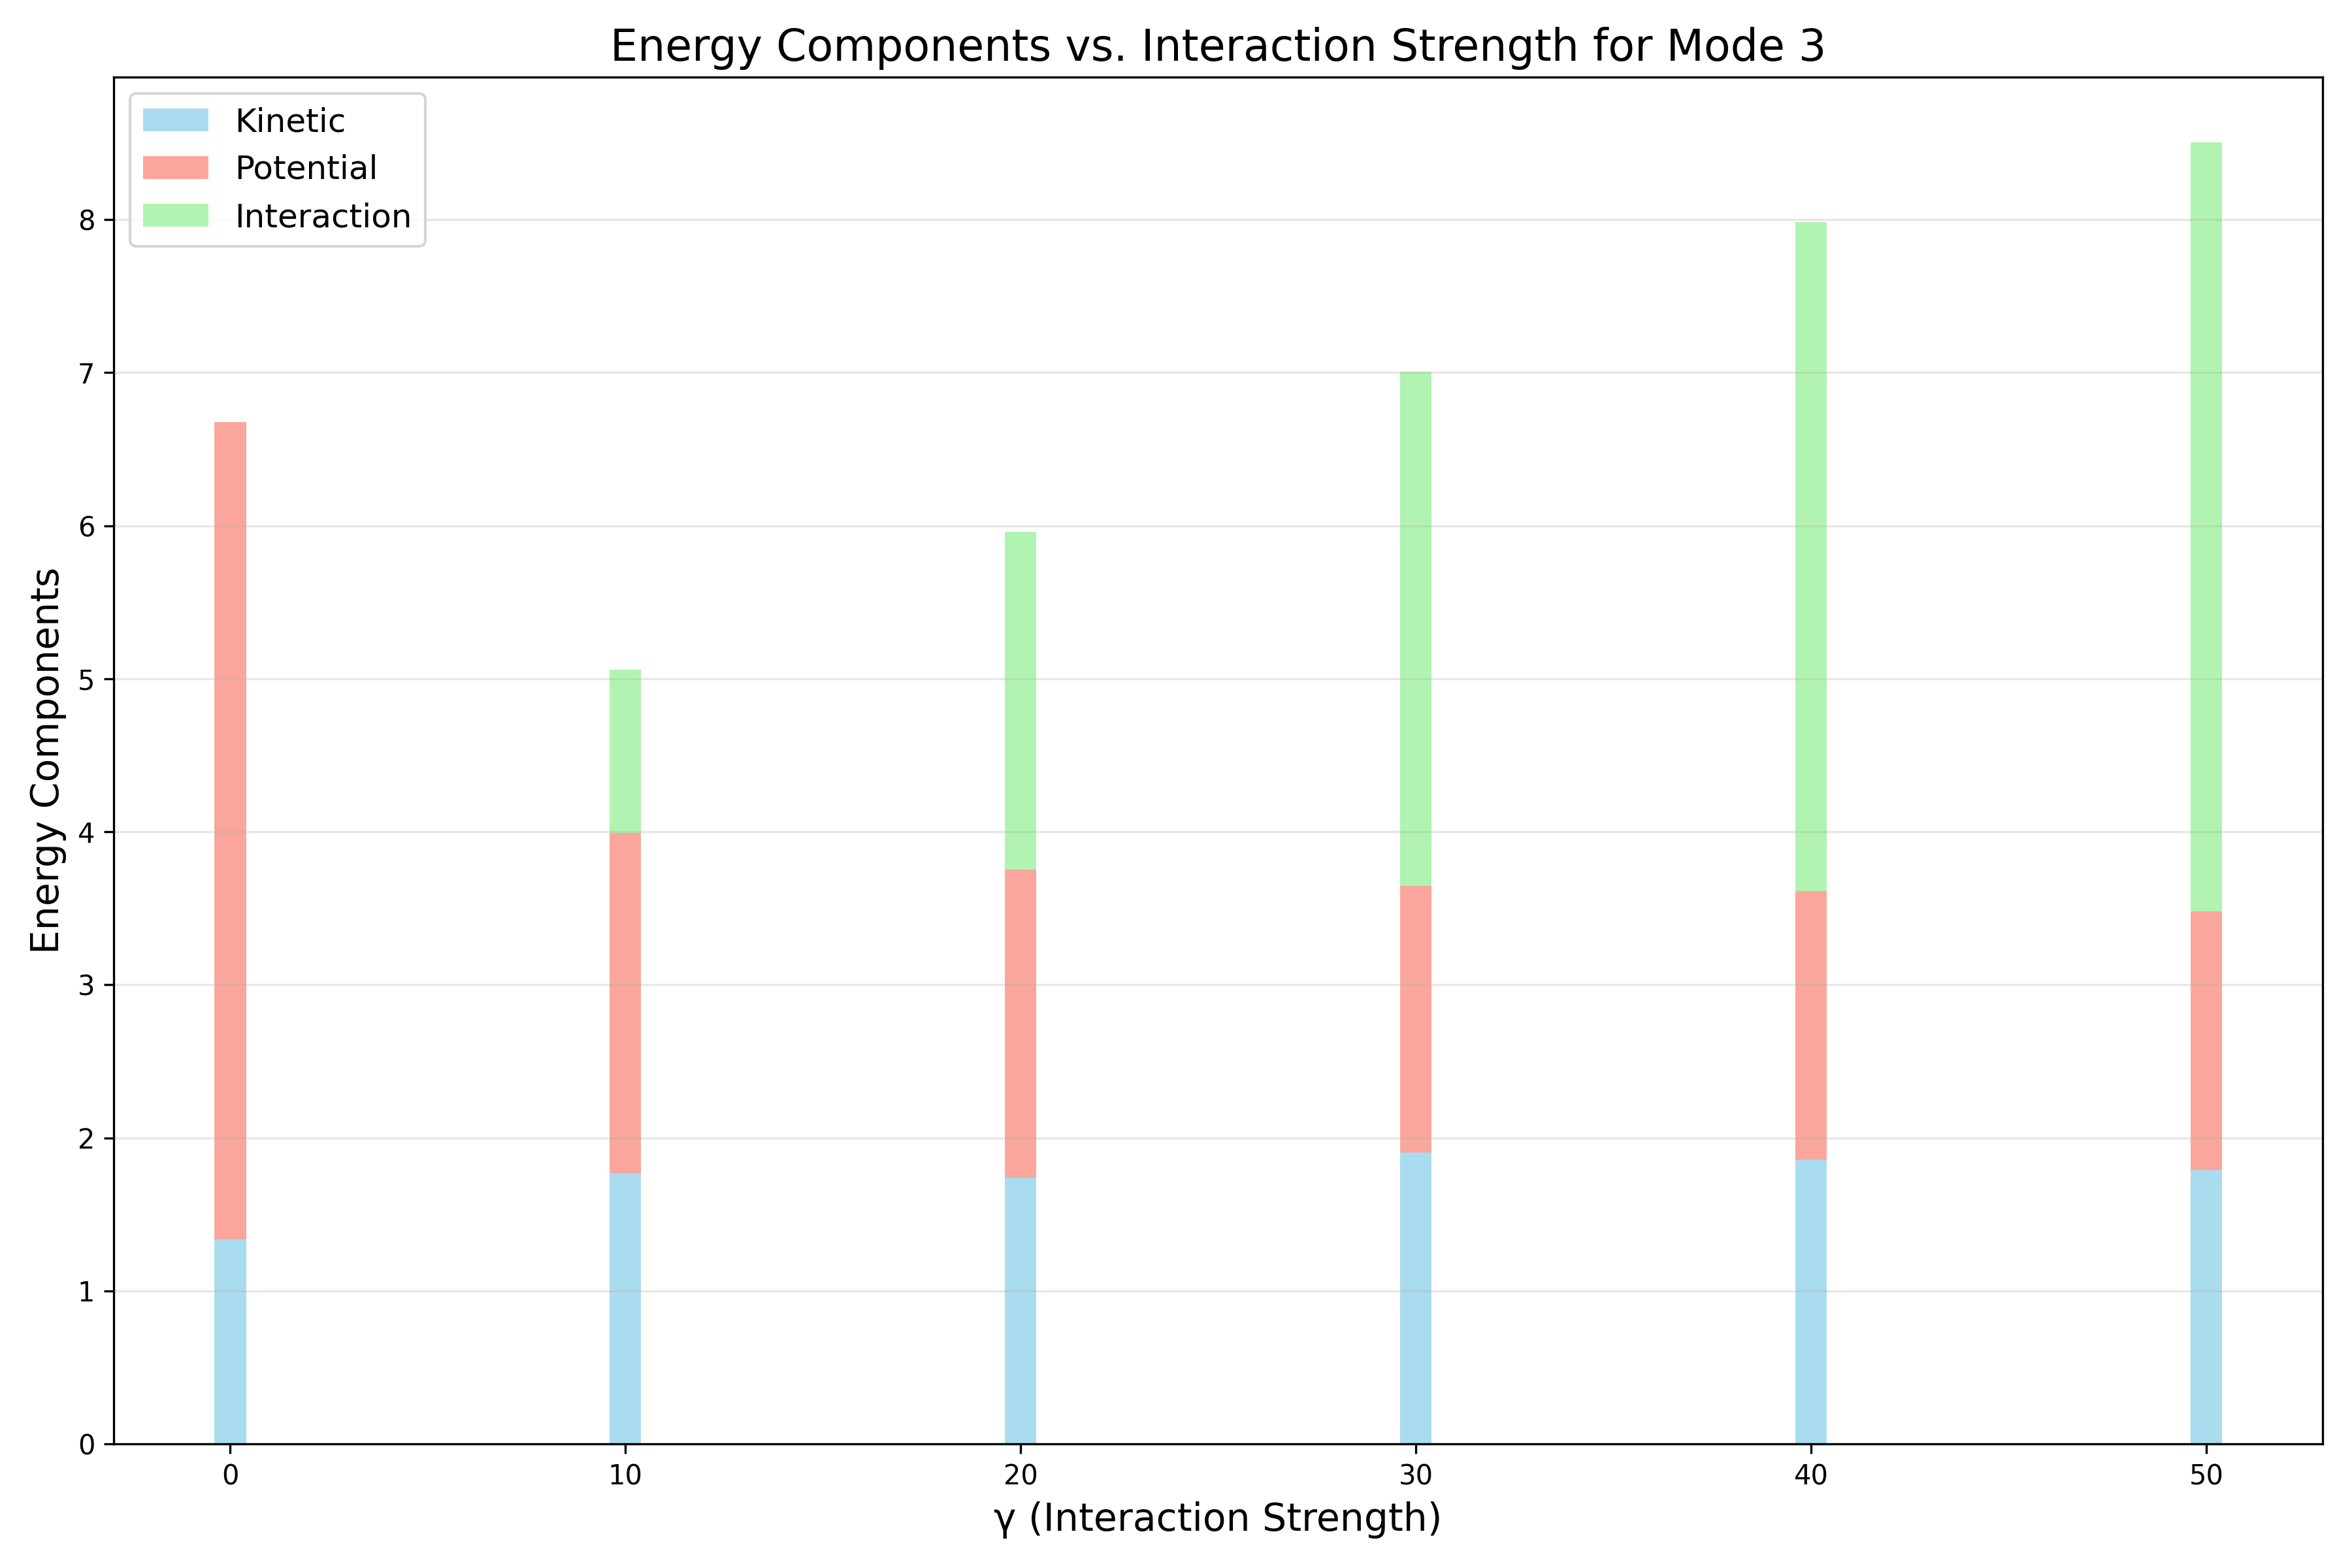 Energy Components vs. Interaction Strength for Mode 3
Kinetic
Potential
Interaction
Energy Components
8
7
6
5
4
3
2
1
0
0 10 20 30 40 50
γ (Interaction Strength)